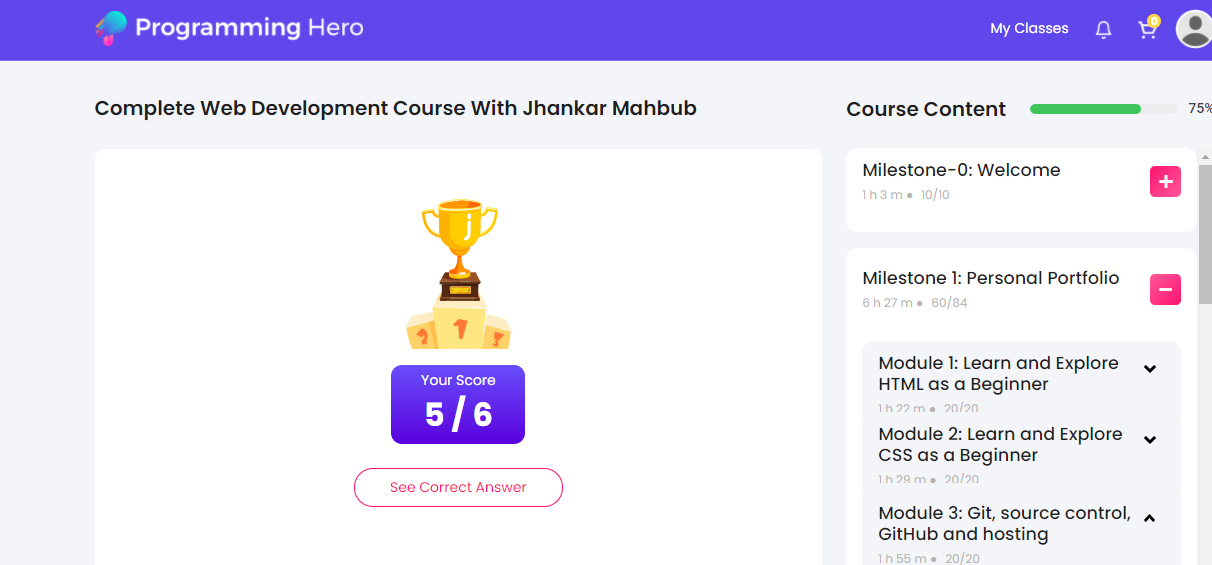 Programming Hero
My Classes
0
Complete Web Development Course With Jhankar Mahbub
Course Content
75%
j
2 1 3
Your Score
5 / 6
See Correct Answer
Milestone-0: Welcome
1 h 3 m ● 10/10
Milestone 1: Personal Portfolio
6 h 27 m ● 60/84
Module 1: Learn and Explore
HTML as a Beginner
1 h 22 m ● 20/20
Module 2: Learn and Explore
CSS as a Beginner
1 h 29 m ● 20/20
Module 3: Git, source control,
GitHub and hosting
1 h 55 m ● 20/20